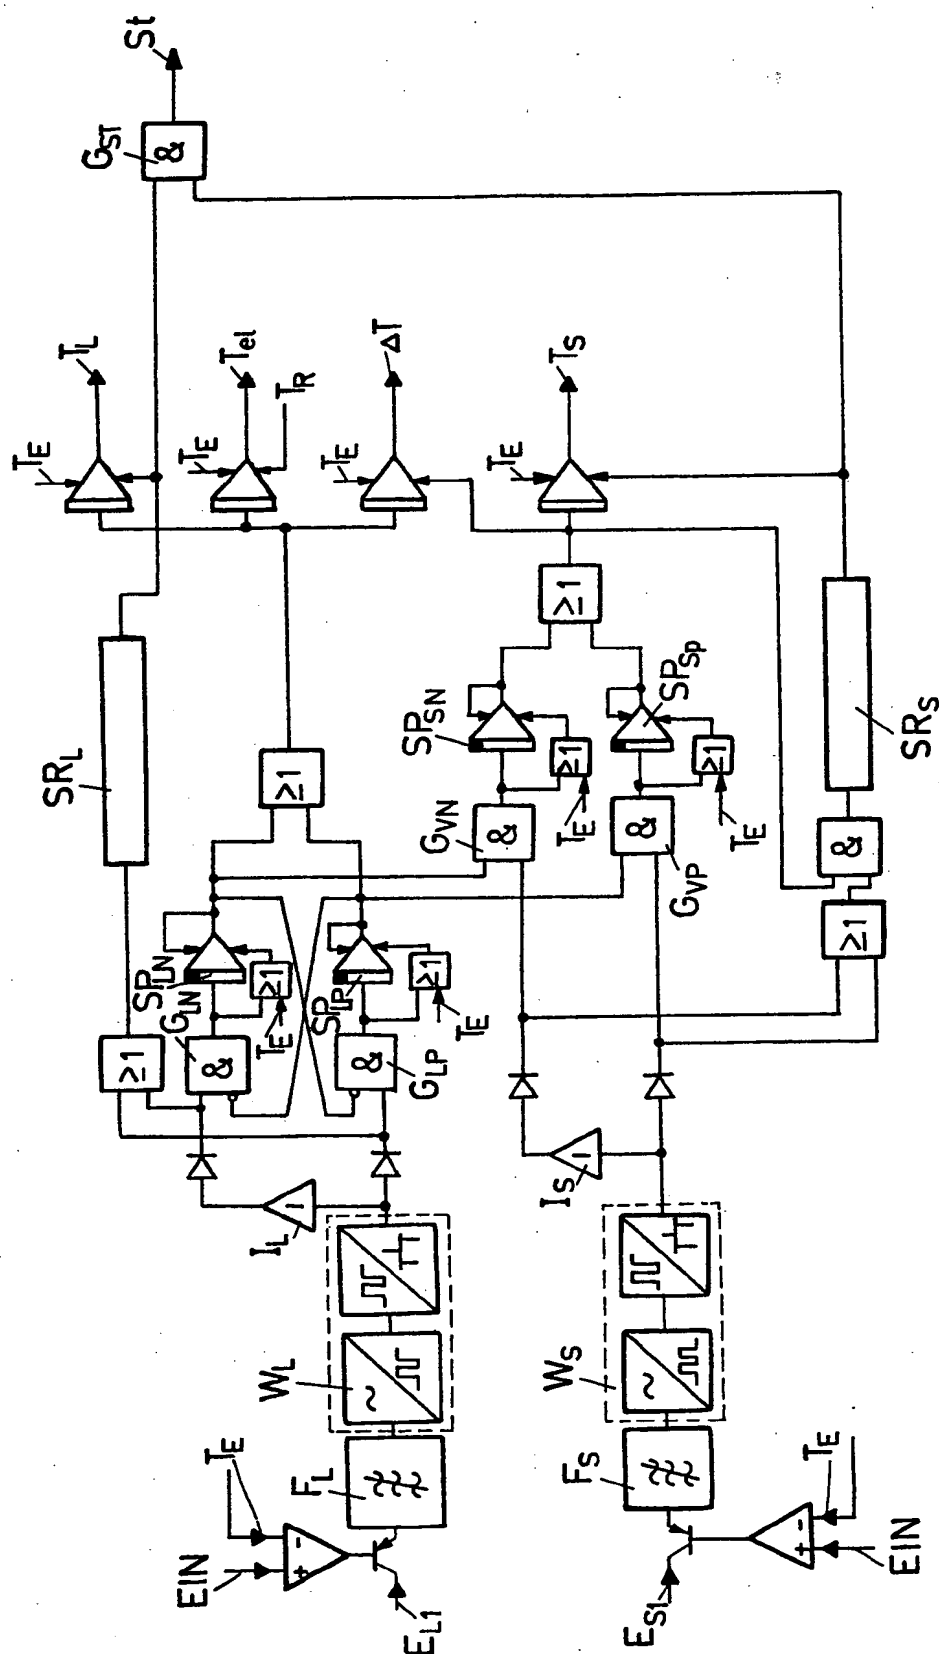 St
G_ST
&
T_L
T_E
T_el
T_E
T_R
ΔT
T_E
T_S
T_E
SR_L
≥1
≥1
SP_LN
G_LN
&
≥1
T_E
SP_LP
G_LP
&
≥1
T_E
≥1
SP_SN
G_VN
&
≥1
T_E
SP_Sp
G_VP
&
≥1
T_E
SR_S
&
≥1
I_L
I_S
W_L
~
W_S
~
F_L
F_S
T_E
EIN
- +
E_L1
T_E
EIN
- +
E_S1